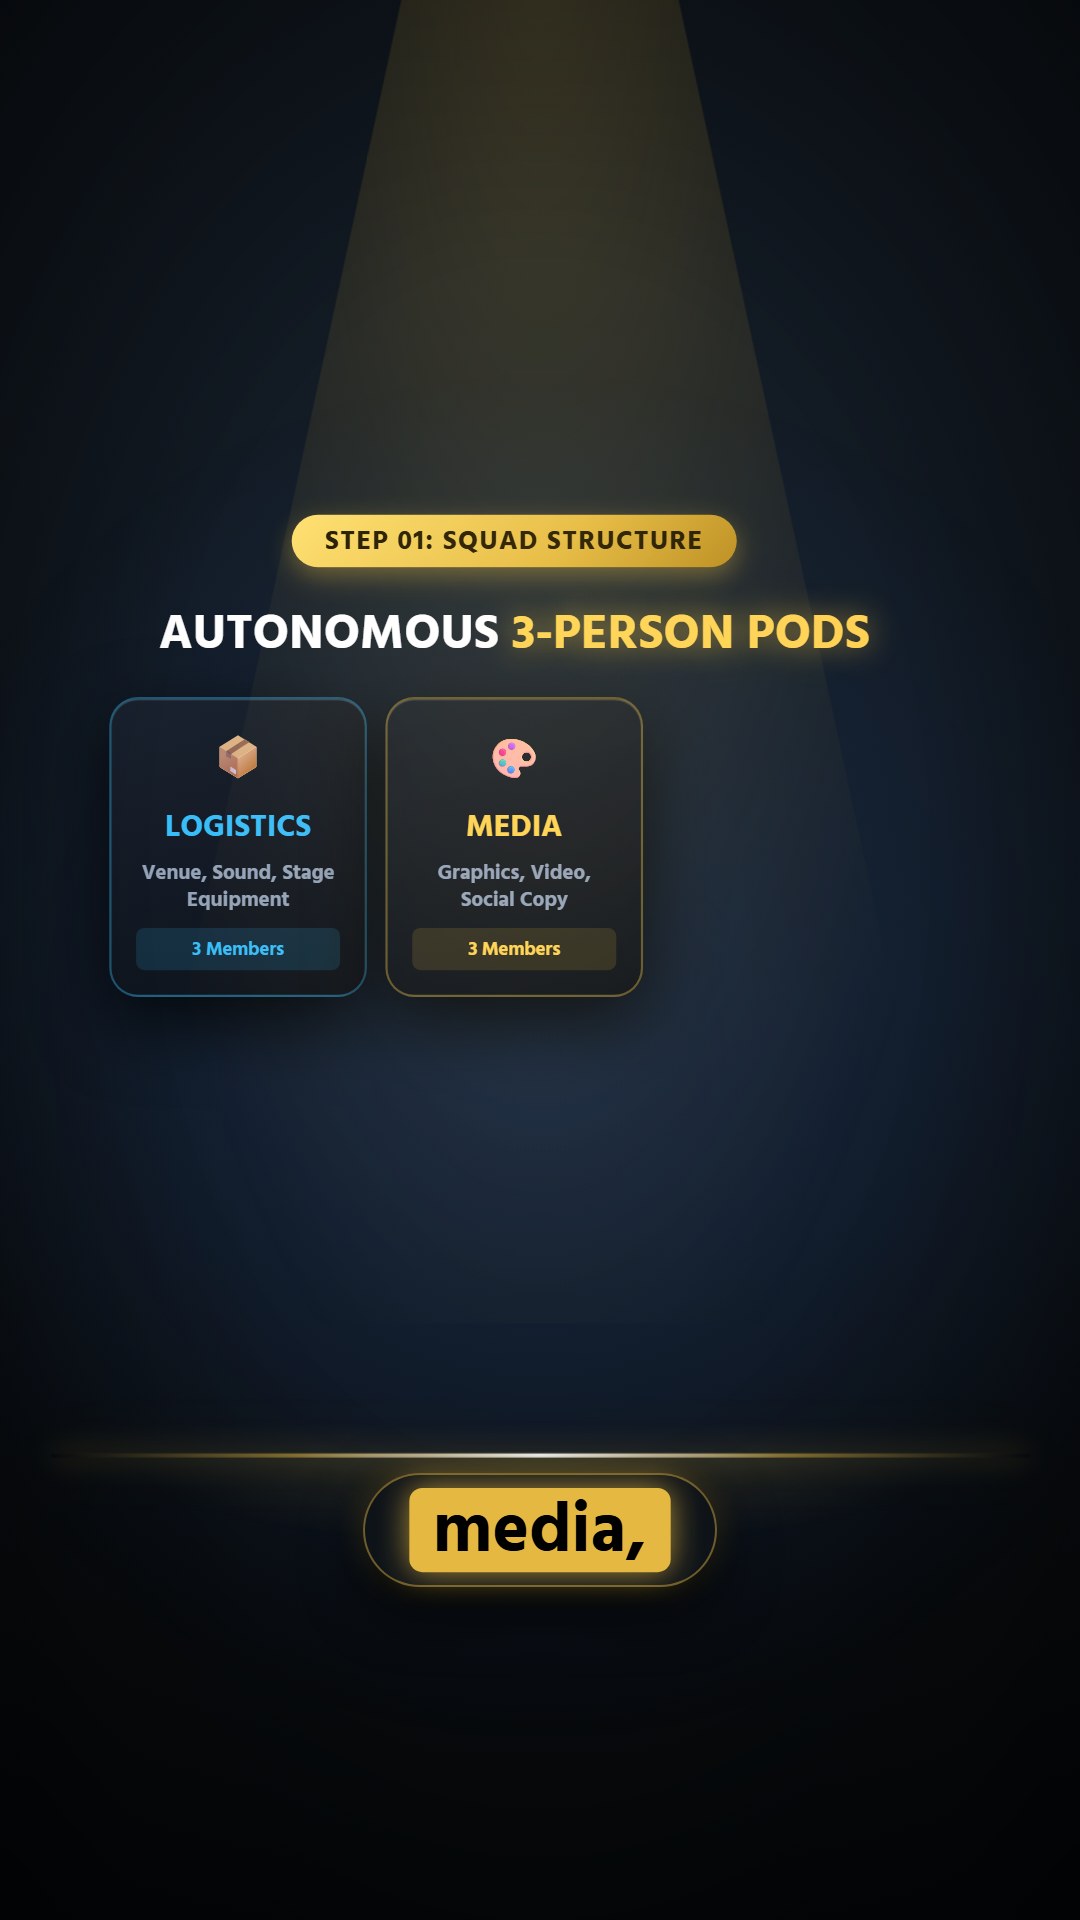 STEP 01: SQUAD STRUCTURE
AUTONOMOUS 3-PERSON PODS
LOGISTICS
Venue, Sound, Stage
Equipment
3 Members
MEDIA
Graphics, Video,
Social Copy
3 Members
media,